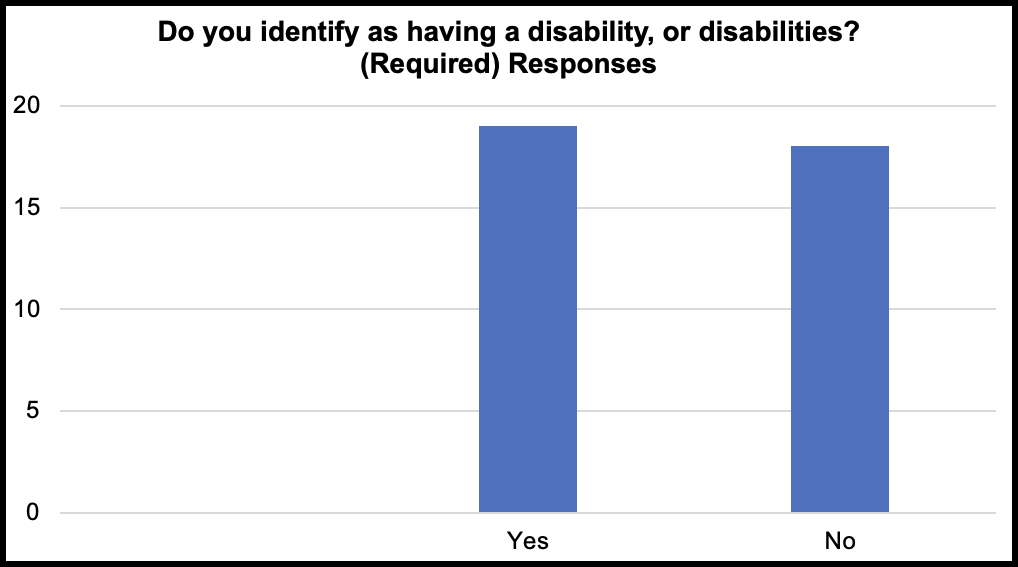 Do you identify as having a disability, or disabilities?
(Required) Responses
20
15
10
5
0
Yes No